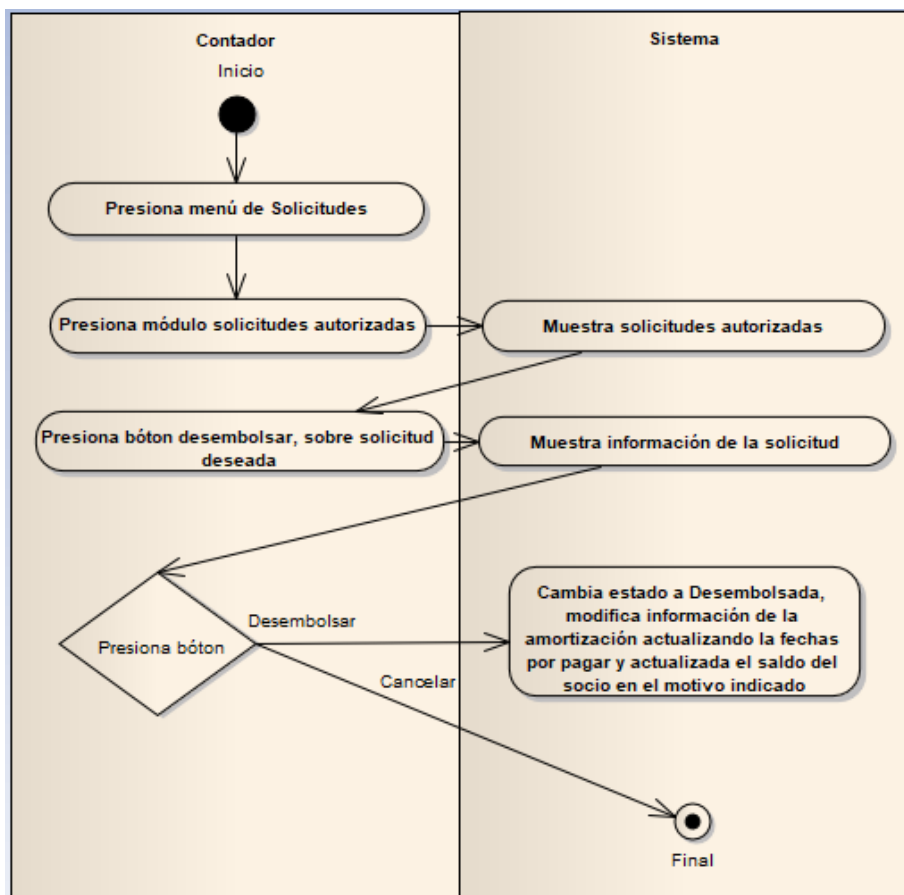 Contador
Sistema
Inicio
Presiona menú de Solicitudes
Presiona módulo solicitudes autorizadas
Muestra solicitudes autorizadas
Presiona bóton desembolsar, sobre solicitud
deseada
Muestra información de la solicitud
Presiona bóton
Desembolsar
Cambia estado a Desembolsada,
modifica información de la
amortización actualizando la fechas
por pagar y actualizada el saldo del
socio en el motivo indicado
Cancelar
Final